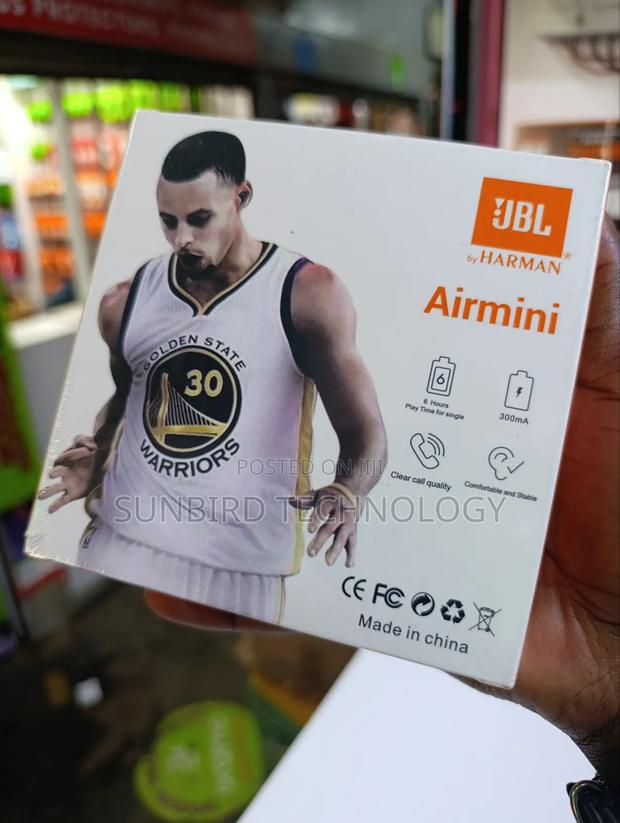 S PROTECTORS
JBL
by HARMAN®
Airmini
6
6 Hours
Play Time for single
300mA
Clear call quality
Comfortable and Stable
GOLDEN STATE
30
WARRIORS
POSTED ON JIJI
SUNBIRD TECHNOLOGY
CE FC
Made in china